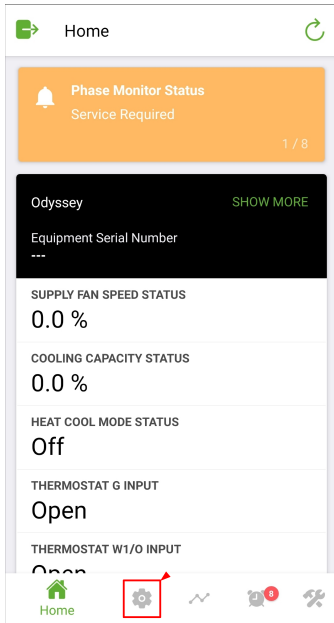 Home
Phase Monitor Status
Service Required
1 / 8
Odyssey
SHOW MORE
Equipment Serial Number
---
SUPPLY FAN SPEED STATUS
0.0 %
COOLING CAPACITY STATUS
0.0 %
HEAT COOL MODE STATUS
Off
THERMOSTAT G INPUT
Open
THERMOSTAT W1/O INPUT
Open
8
Home